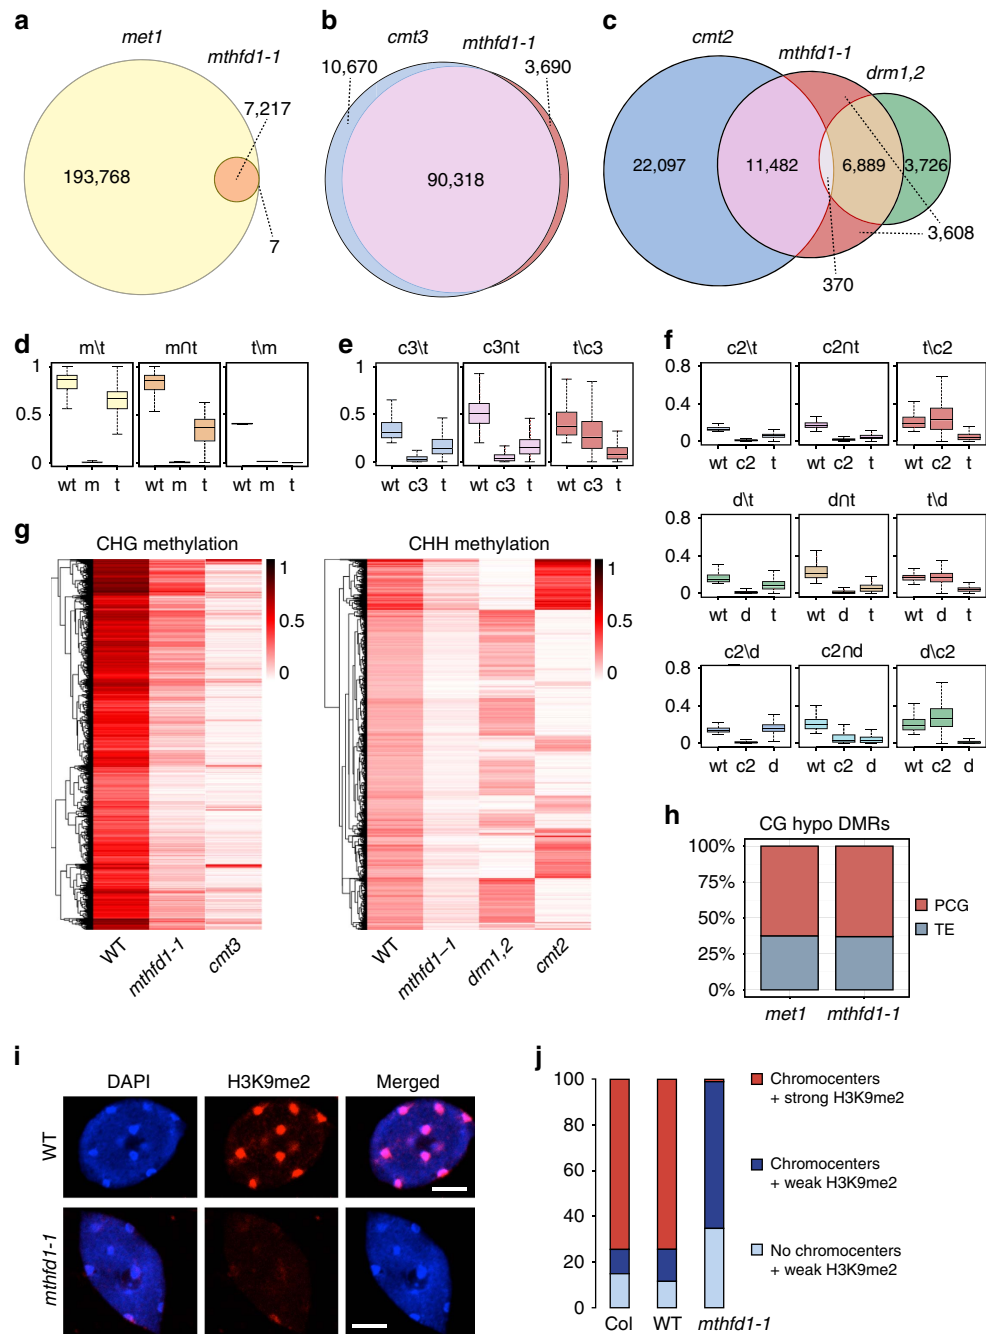 a
met1
mthfd1-1
7,217
193,768
7
b
cmt3
mthfd1-1
10,670
3,690
90,318
c
cmt2
mthfd1-1
drm1,2
22,097
11,482
6,889
3,726
3,608
370
d
m\t
m∩t
t\m
1
0.5
0
wt m t
wt m t
wt m t
e
c3\t
c3∩t
t\c3
1
0.5
0
wt c3 t
wt c3 t
wt c3 t
f
c2\t
c2∩t
t\c2
0.8
0.4
0
wt c2 t
wt c2 t
wt c2 t
d\t
d∩t
t\d
0.8
0.4
0
wt d t
wt d t
wt d t
c2\d
c2∩d
d\c2
0.8
0.4
0
wt c2 d
wt c2 d
wt c2 d
g
CHG methylation
1
0.5
0
WT
mthfd1-1
cmt3
CHH methylation
1
0.5
0
WT
mthfd1–1
drm1,2
cmt2
h
CG hypo DMRs
100%
75%
50%
25%
0%
PCG
TE
met1
mthfd1-1
i
DAPI
H3K9me2
Merged
WT
mthfd1-1
j
100
80
60
40
20
0
Col
WT
mthfd1-1
Chromocenters
+ strong H3K9me2
Chromocenters
+ weak H3K9me2
No chromocenters
+ weak H3K9me2